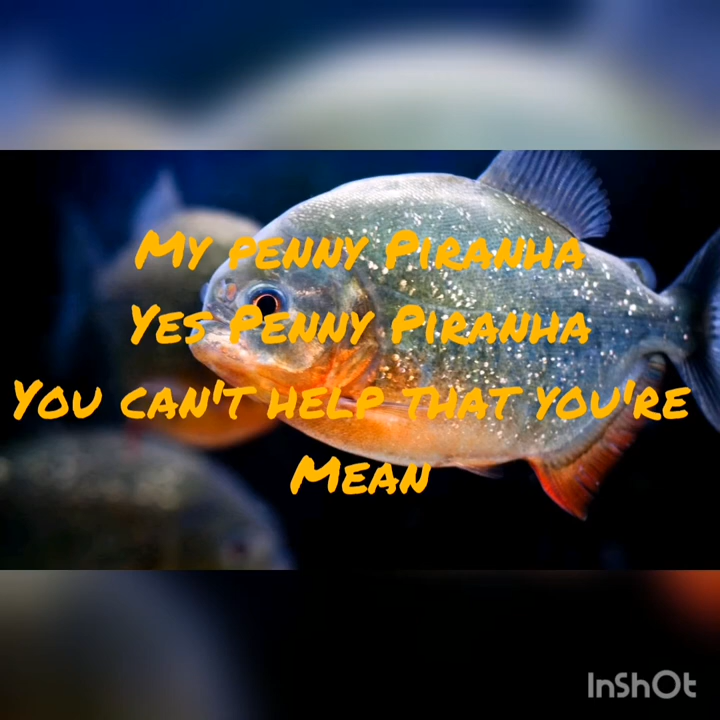 My penny Piranha
Yes Penny Piranha
You can't help that you're
Mean
InShOt